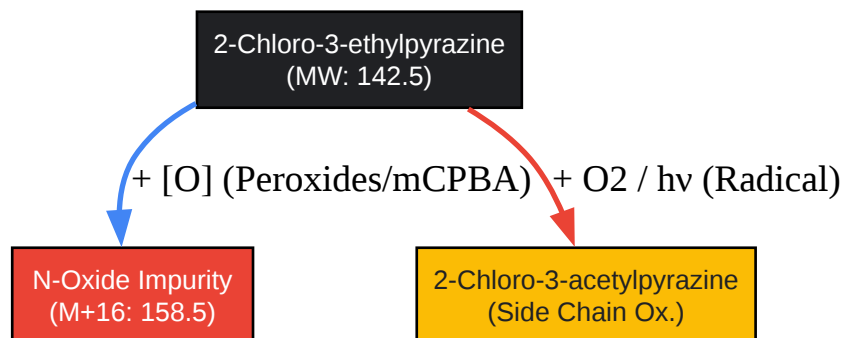 2-Chloro-3-ethylpyrazine
(MW: 142.5)
+ [O] (Peroxides/mCPBA)
+ O2 / hν (Radical)
N-Oxide Impurity
(M+16: 158.5)
2-Chloro-3-acetylpyrazine
(Side Chain Ox.)